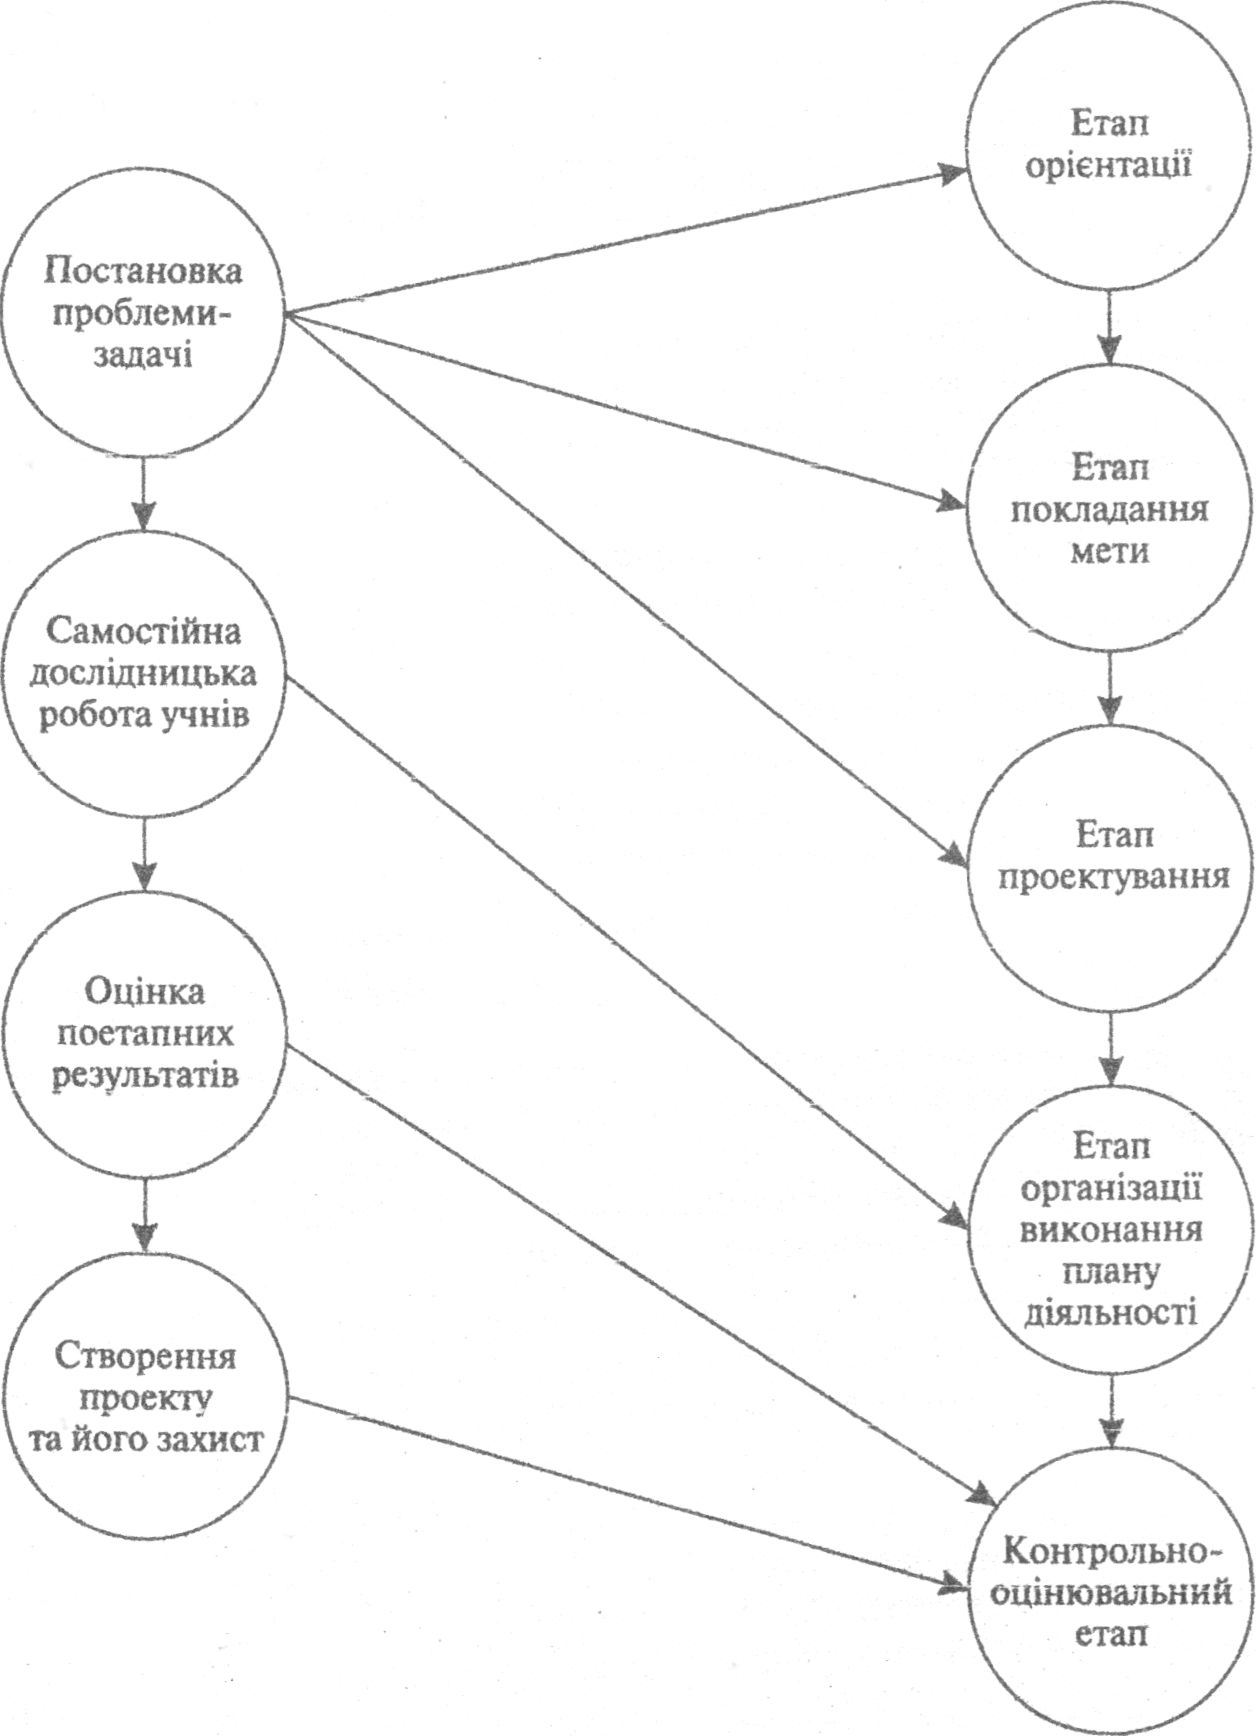 Постановка
проблеми-
задачі
Самостійна
дослідницька
робота учнів
Оцінка
поетапних
результатів
Створення
проекту
та його захист
Етап
орієнтації
Етап
покладання
мети
Етап
проектування
Етап
організації
виконання
плану
діяльності
Контрольно-
оцінювальний
етап